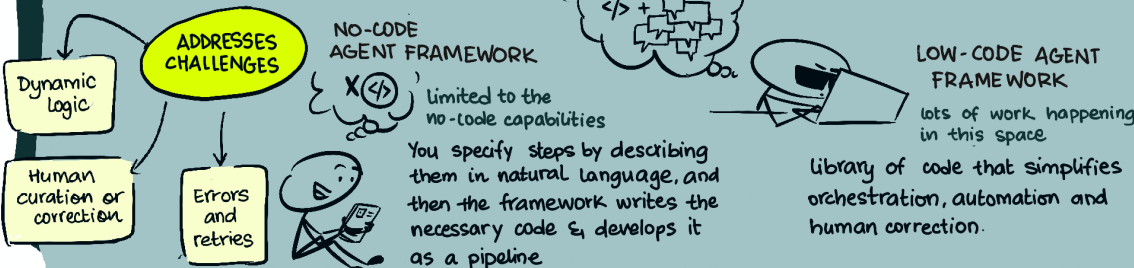 ADDRESSES
CHALLENGES
Dynamic
logic
Human
curation or
correction
Errors
and
retries
NO-CODE
AGENT FRAMEWORK
X </>
limited to the
no-code capabilities
You specify steps by describing
them in natural language, and
then the framework writes the
necessary code & develops it
as a pipeline
</> +
LOW-CODE AGENT
FRAMEWORK
lots of work happening
in this space
library of code that simplifies
orchestration, automation and
human correction.